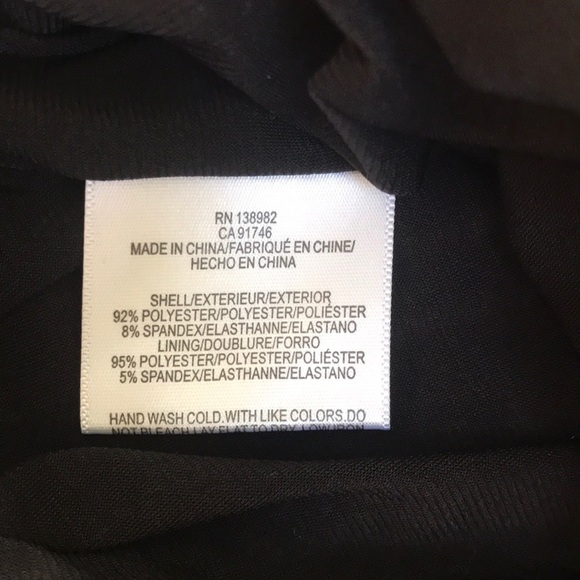 RN 138982
CA 91746
MADE IN CHINA/FABRIQUÉ EN CHINE/
HECHO EN CHINA
SHELL/EXTERIEUR/EXTERIOR
92% POLYESTER/POLYESTER/POLIÉSTER
8% SPANDEX/ELASTHANNE/ELASTANO
LINING/DOUBLURE/FORRO
95% POLYESTER/POLYESTER/POLIÉSTER
5% SPANDEX/ELASTHANNE/ELASTANO
HAND WASH COLD.WITH LIKE COLORS.DO
NOT BLEACH.LAY FLAT TO DRY. LOW IRON